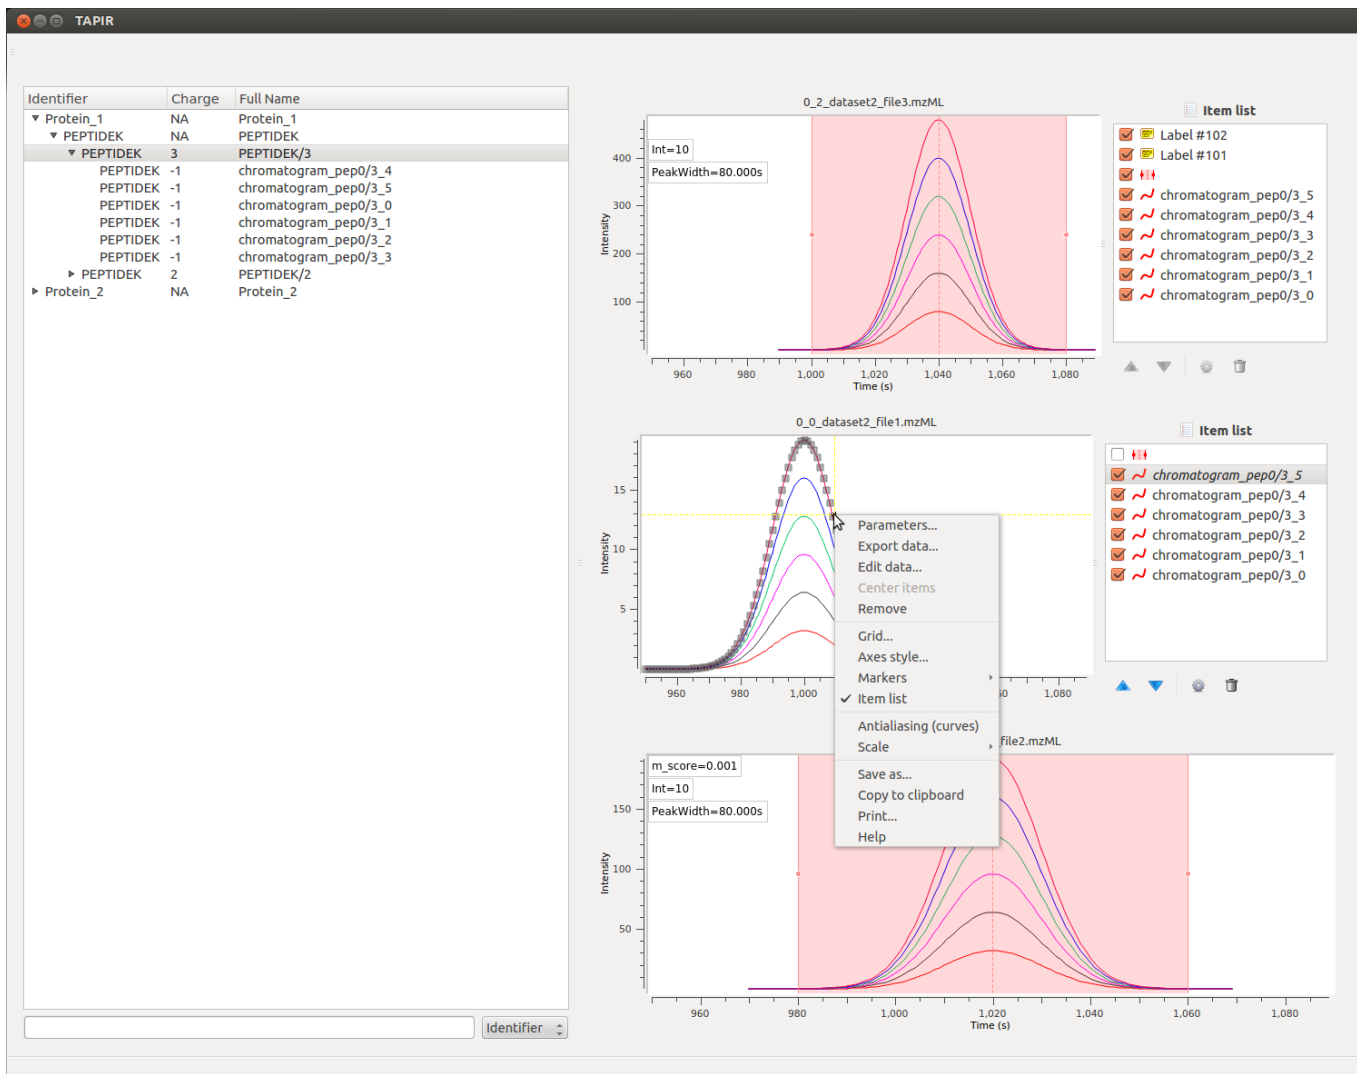 TAPIR
Identifier Charge Full Name
Protein_1 NA Protein_1
PEPTIDEK NA PEPTIDEK
PEPTIDEK 3 PEPTIDEK/3
PEPTIDEK -1 chromatogram_pep0/3_4
PEPTIDEK -1 chromatogram_pep0/3_5
PEPTIDEK -1 chromatogram_pep0/3_0
PEPTIDEK -1 chromatogram_pep0/3_1
PEPTIDEK -1 chromatogram_pep0/3_2
PEPTIDEK -1 chromatogram_pep0/3_3
PEPTIDEK 2 PEPTIDEK/2
Protein_2 NA Protein_2
Identifier
0_2_dataset2_file3.mzML
Int=10
PeakWidth=80.000s
Intensity
400
300
200
100
960 980 1,000 1,020 1,040 1,060 1,080
Time (s)
Item list
Label #102
Label #101
chromatogram_pep0/3_5
chromatogram_pep0/3_4
chromatogram_pep0/3_3
chromatogram_pep0/3_2
chromatogram_pep0/3_1
chromatogram_pep0/3_0
0_0_dataset2_file1.mzML
Intensity
15
10
5
960 980 1,000 60 1,080
Item list
chromatogram_pep0/3_5
chromatogram_pep0/3_4
chromatogram_pep0/3_3
chromatogram_pep0/3_2
chromatogram_pep0/3_1
chromatogram_pep0/3_0
Parameters...
Export data...
Edit data...
Center items
Remove
Grid...
Axes style...
Markers
Item list
Antialiasing (curves)
Scale
Save as...
Copy to clipboard
Print...
Help
file2.mzML
m_score=0.001
Int=10
PeakWidth=80.000s
Intensity
150
100
50
960 980 1,000 1,020 1,040 1,060 1,080
Time (s)